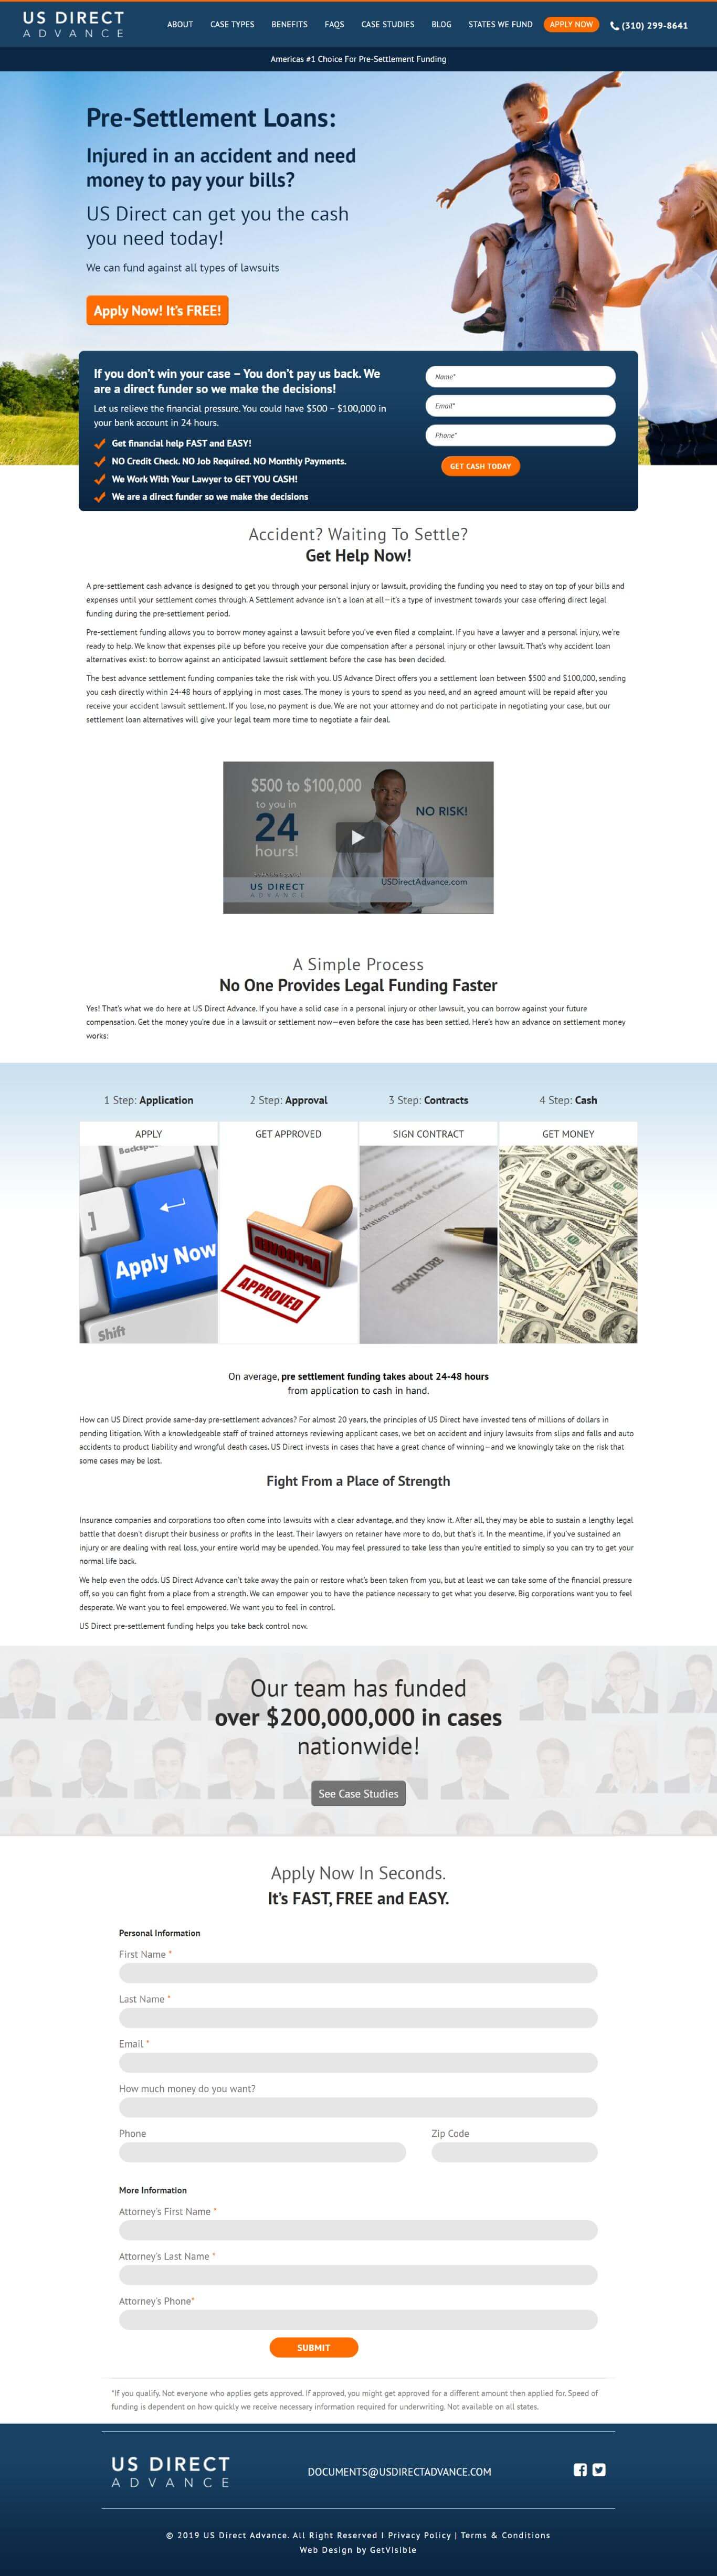 US DIRECT
ADVANCE
ABOUT CASE TYPES BENEFITS FAQS CASE STUDIES BLOG STATES WE FUND APPLY NOW (310) 299-8641
Americas #1 Choice For Pre-Settlement Funding
Pre-Settlement Loans:
Injured in an accident and need
money to pay your bills?
US Direct can get you the cash
you need today!
We can fund against all types of lawsuits
Apply Now! It's FREE!
If you don't win your case – You don't pay us back. We
are a direct funder so we make the decisions!
Let us relieve the financial pressure. You could have $500 – $100,000 in
your bank account in 24 hours.
Get financial help FAST and EASY!
NO Credit Check. NO Job Required. NO Monthly Payments.
We Work With Your Lawyer to GET YOU CASH!
We are a direct funder so we make the decisions
Name*
Email*
Phone*
GET CASH TODAY
Accident? Waiting To Settle?
Get Help Now!
A pre-settlement cash advance is designed to get you through your personal injury or lawsuit, providing the funding you need to stay on top of your bills and
expenses until your settlement comes through. A Settlement advance isn't a loan at all—it's a type of investment towards your case offering direct legal
funding during the pre-settlement period.
Pre-settlement funding allows you to borrow money against a lawsuit before you've even filed a complaint. If you have a lawyer and a personal injury, we're
ready to help. We know that expenses pile up before you receive your due compensation after a personal injury or other lawsuit. That's why accident loan
alternatives exist: to borrow against an anticipated lawsuit settlement before the case has been decided.
The best advance settlement funding companies take the risk with you. US Advance Direct offers you a settlement loan between $500 and $100,000, sending
you cash directly within 24-48 hours of applying in most cases. The money is yours to spend as you need, and an agreed amount will be repaid after you
receive your accident lawsuit settlement. If you lose, no payment is due. We are not your attorney and do not participate in negotiating your case, but our
settlement loan alternatives will give your legal team more time to negotiate a fair deal.
$500 to $100,000
to you in
24
hours!
NO RISK!
US DIRECT
ADVANCE
USDirectAdvance.com
A Simple Process
No One Provides Legal Funding Faster
Yes! That's what we do here at US Direct Advance. If you have a solid case in a personal injury or other lawsuit, you can borrow against your future
compensation. Get the money you're due in a lawsuit or settlement now—even before the case has been settled. Here's how an advance on settlement money
works:
1 Step: Application 2 Step: Approval 3 Step: Contracts 4 Step: Cash
APPLY GET APPROVED SIGN CONTRACT GET MONEY
Backspace
Apply Now
Shift
APPROVED
SIGNATURE
On average, pre settlement funding takes about 24-48 hours
from application to cash in hand.
How can US Direct provide same-day pre-settlement advances? For almost 20 years, the principles of US Direct have invested tens of millions of dollars in
pending litigation. With a knowledgeable staff of trained attorneys reviewing applicant cases, we bet on accident and injury lawsuits from slips and falls and auto
accidents to product liability and wrongful death cases. US Direct invests in cases that have a great chance of winning—and we knowingly take on the risk that
some cases may be lost.
Fight From a Place of Strength
Insurance companies and corporations too often come into lawsuits with a clear advantage, and they know it. After all, they may be able to sustain a lengthy legal
battle that doesn't disrupt their business or profits in the least. Their lawyers on retainer have more to do, but that's it. In the meantime, if you've sustained an
injury or are dealing with real loss, your entire world may be upended. You may feel pressured to take less than you're entitled to simply so you can try to get your
normal life back.
We help even the odds. US Direct Advance can't take away the pain or restore what's been taken from you, but at least we can take some of the financial pressure
off, so you can fight from a place from a strength. We can empower you to have the patience necessary to get what you deserve. Big corporations want you to feel
desperate. We want you to feel empowered. We want you to feel in control.
US Direct pre-settlement funding helps you take back control now.
Our team has funded
over $200,000,000 in cases
nationwide!
See Case Studies
Apply Now In Seconds.
It's FAST, FREE and EASY.
Personal Information
First Name *
Last Name *
Email *
How much money do you want?
Phone Zip Code
More Information
Attorney's First Name *
Attorney's Last Name *
Attorney's Phone*
SUBMIT
*If you qualify. Not everyone who applies gets approved. If approved, you might get approved for a different amount then applied for. Speed of
funding is dependent on how quickly we receive necessary information required for underwriting. Not available on all states.
US DIRECT
ADVANCE
DOCUMENTS@USDIRECTADVANCE.COM
© 2019 US Direct Advance. All Right Reserved I Privacy Policy | Terms & Conditions
Web Design by GetVisible